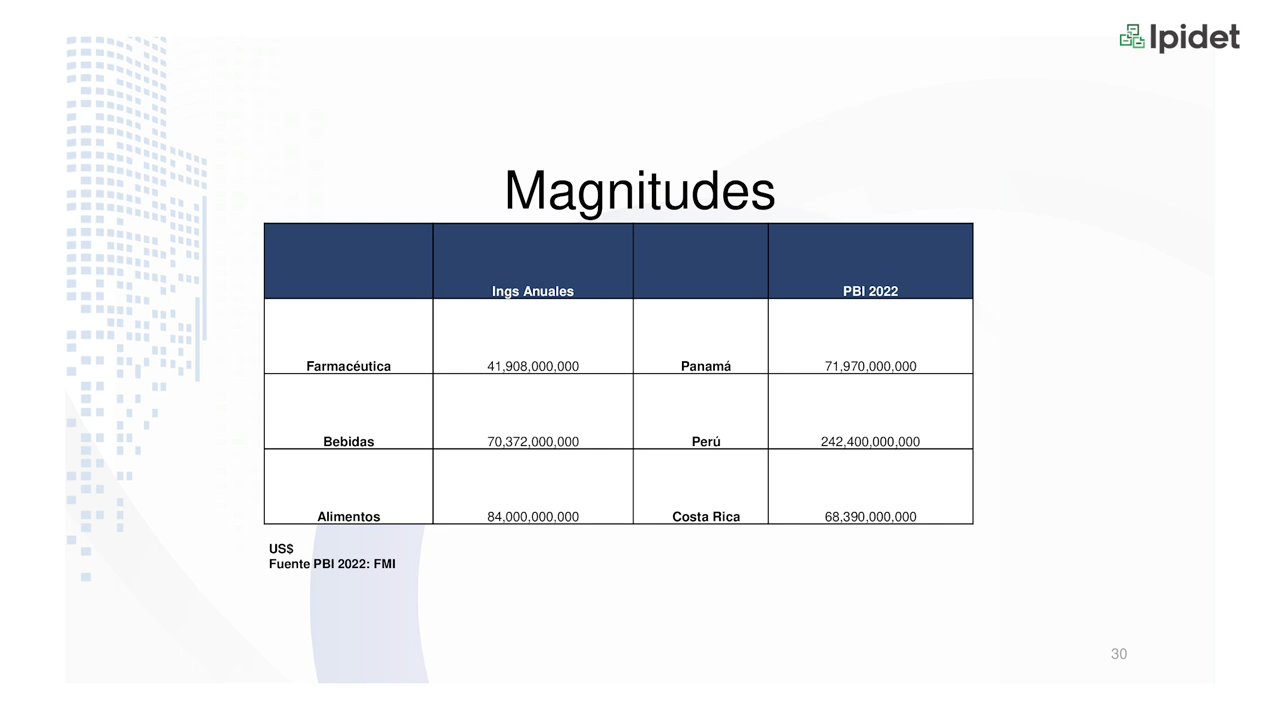 Ipidet
Magnitudes
Ings Anuales PBI 2022
Farmacéutica 41,908,000,000 Panamá 71,970,000,000
Bebidas 70,372,000,000 Perú 242,400,000,000
Alimentos 84,000,000,000 Costa Rica 68,390,000,000
US$
Fuente PBI 2022: FMI
30